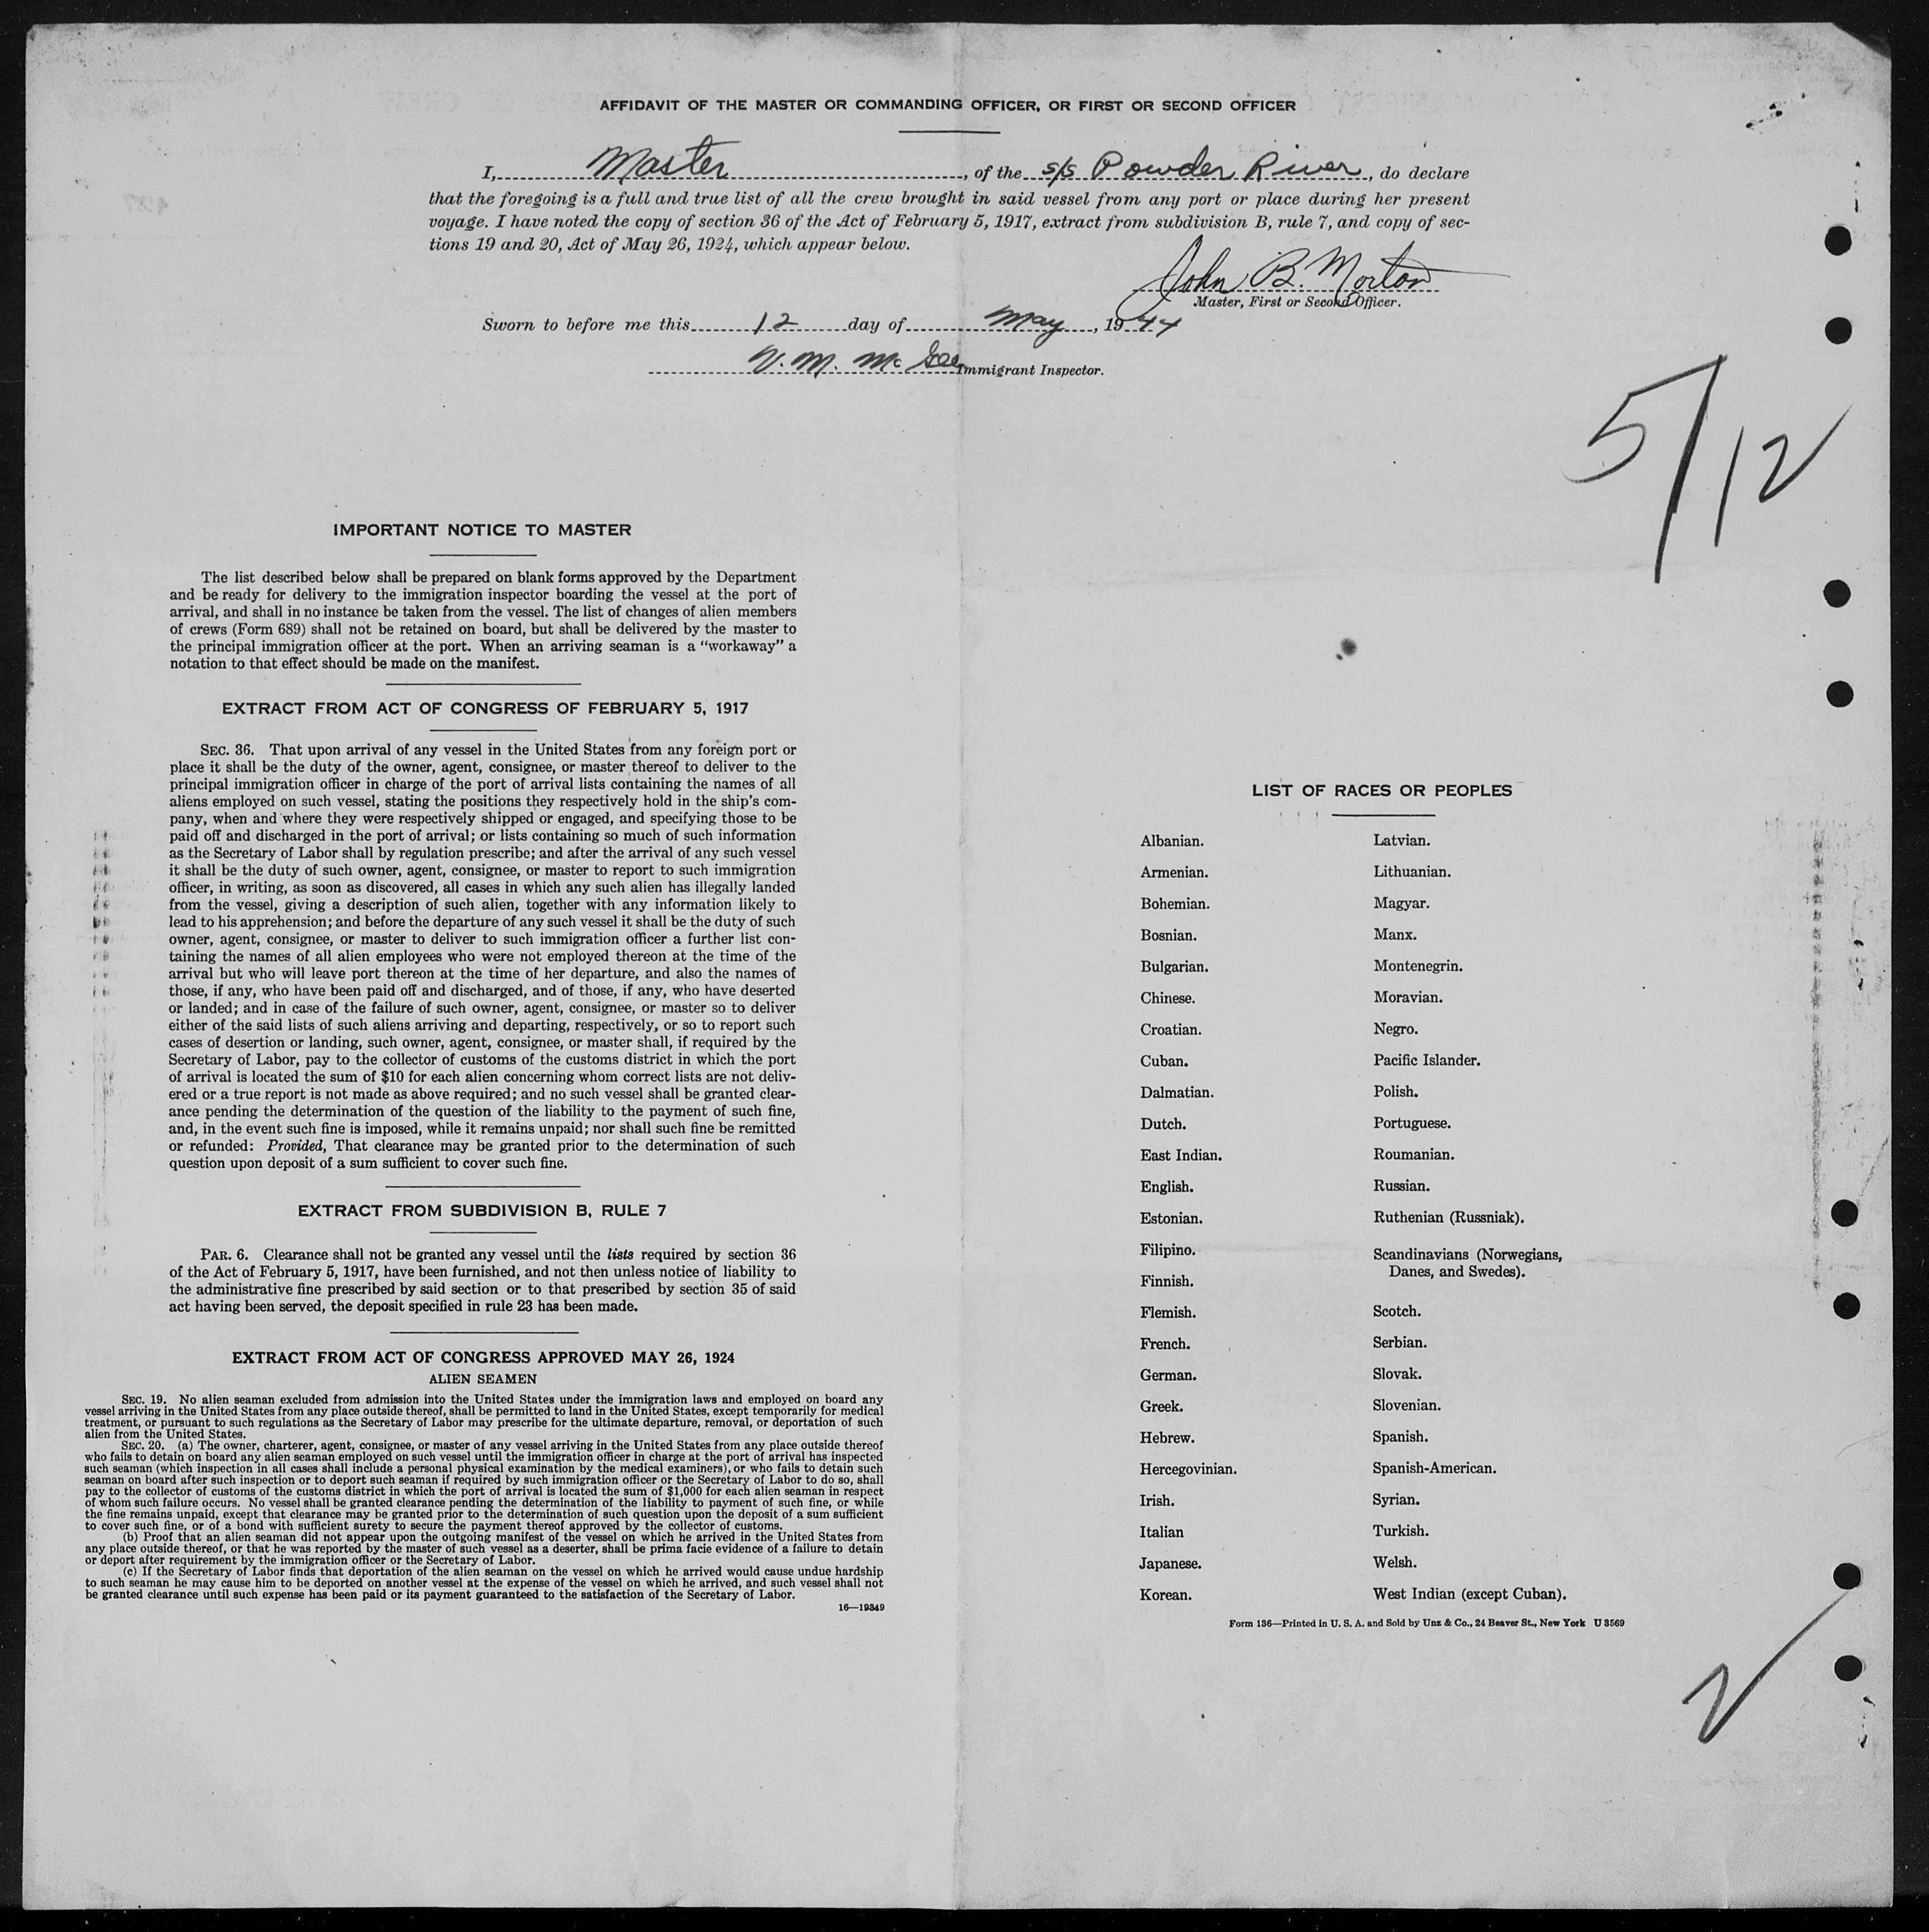 AFFIDAVIT OF THE MASTER OR COMMANDING OFFICER, OR FIRST OR SECOND OFFICER
I, Master, of the S/S Powder River, do declare
that the foregoing is a full and true list of all the crew brought in said vessel from any port or place during her present
voyage. I have noted the copy of section 36 of the Act of February 5, 1917, extract from subdivision B, rule 7, and copy of sec-
tions 19 and 20, Act of May 26, 1924, which appear below.
John B. Morton
Master, First or Second Officer.
Sworn to before me this 12 day of May, 1944
V. M. McGee
Immigrant Inspector.
5/12
IMPORTANT NOTICE TO MASTER
The list described below shall be prepared on blank forms approved by the Department
and be ready for delivery to the immigration inspector boarding the vessel at the port of
arrival, and shall in no instance be taken from the vessel. The list of changes of alien members
of crews (Form 689) shall not be retained on board, but shall be delivered by the master to
the principal immigration officer at the port. When an arriving seaman is a "workaway" a
notation to that effect should be made on the manifest.
EXTRACT FROM ACT OF CONGRESS OF FEBRUARY 5, 1917
SEC. 36. That upon arrival of any vessel in the United States from any foreign port or
place it shall be the duty of the owner, agent, consignee, or master thereof to deliver to the
principal immigration officer in charge of the port of arrival lists containing the names of all
aliens employed on such vessel, stating the positions they respectively hold in the ship's com-
pany, when and where they were respectively shipped or engaged, and specifying those to be
paid off and discharged in the port of arrival; or lists containing so much of such information
as the Secretary of Labor shall by regulation prescribe; and after the arrival of any such vessel
it shall be the duty of such owner, agent, consignee, or master to report to such immigration
officer, in writing, as soon as discovered, all cases in which any such alien has illegally landed
from the vessel, giving a description of such alien, together with any information likely to
lead to his apprehension; and before the departure of any such vessel it shall be the duty of such
owner, agent, consignee, or master to deliver to such immigration officer a further list con-
taining the names of all alien employees who were not employed thereon at the time of the
arrival but who will leave port thereon at the time of her departure, and also the names of
those, if any, who have been paid off and discharged, and of those, if any, who have deserted
or landed; and in case of the failure of such owner, agent, consignee, or master so to deliver
either of the said lists of such aliens arriving and departing, respectively, or so to report such
cases of desertion or landing, such owner, agent, consignee, or master shall, if required by the
Secretary of Labor, pay to the collector of customs of the customs district in which the port
of arrival is located the sum of $10 for each alien concerning whom correct lists are not deliv-
ered or a true report is not made as above required; and no such vessel shall be granted clear-
ance pending the determination of the question of the liability to the payment of such fine,
and, in the event such fine is imposed, while it remains unpaid; nor shall such fine be remitted
or refunded: Provided, That clearance may be granted prior to the determination of such
question upon deposit of a sum sufficient to cover such fine.
EXTRACT FROM SUBDIVISION B, RULE 7
PAR. 6. Clearance shall not be granted any vessel until the lists required by section 36
of the Act of February 5, 1917, have been furnished, and not then unless notice of liability to
the administrative fine prescribed by said section or to that prescribed by section 35 of said
act having been served, the deposit specified in rule 23 has been made.
EXTRACT FROM ACT OF CONGRESS APPROVED MAY 26, 1924
ALIEN SEAMEN
SEC. 19. No alien seaman excluded from admission into the United States under the immigration laws and employed on board any
vessel arriving in the United States from any place outside thereof, shall be permitted to land in the United States, except temporarily for medical
treatment, or pursuant to such regulations as the Secretary of Labor may prescribe for the ultimate departure, removal, or deportation of such
alien from the United States.
SEC. 20. (a) The owner, charterer, agent, consignee, or master of any vessel arriving in the United States from any place outside thereof
who fails to detain on board any alien seaman employed on such vessel until the immigration officer in charge at the port of arrival has inspected
such seaman (which inspection in all cases shall include a personal physical examination by the medical examiners), or who fails to detain such
seaman on board after such inspection or to deport such seaman if required by such immigration officer or the Secretary of Labor to do so, shall
pay to the collector of customs of the customs district in which the port of arrival is located the sum of $1,000 for each alien seaman in respect
of whom such failure occurs. No vessel shall be granted clearance pending the determination of the liability to payment of such fine, or while
the fine remains unpaid, except that clearance may be granted prior to the determination of such question upon the deposit of a sum sufficient
to cover such fine, or of a bond with sufficient surety to secure the payment thereof approved by the collector of customs.
(b) Proof that an alien seaman did not appear upon the outgoing manifest of the vessel on which he arrived in the United States from
any place outside thereof, or that he was reported by the master of such vessel as a deserter, shall be prima facie evidence of a failure to detain
or deport after requirement by the immigration officer or the Secretary of Labor.
(c) If the Secretary of Labor finds that deportation of the alien seaman on the vessel on which he arrived would cause undue hardship
to such seaman he may cause him to be deported on another vessel at the expense of the vessel on which he arrived, and such vessel shall not
be granted clearance until such expense has been paid or its payment guaranteed to the satisfaction of the Secretary of Labor.
16—19349
LIST OF RACES OR PEOPLES
Albanian.
Armenian.
Bohemian.
Bosnian.
Bulgarian.
Chinese.
Croatian.
Cuban.
Dalmatian.
Dutch.
East Indian.
English.
Estonian.
Filipino.
Finnish.
Flemish.
French.
German.
Greek.
Hebrew.
Hercegovinian.
Irish.
Italian
Japanese.
Korean.
Latvian.
Lithuanian.
Magyar.
Manx.
Montenegrin.
Moravian.
Negro.
Pacific Islander.
Polish.
Portuguese.
Roumanian.
Russian.
Ruthenian (Russniak).
Scandinavians (Norwegians,
Danes, and Swedes).
Scotch.
Serbian.
Slovak.
Slovenian.
Spanish.
Spanish-American.
Syrian.
Turkish.
Welsh.
West Indian (except Cuban).
Form 136—Printed in U. S. A. and Sold by Unz & Co., 24 Beaver St., New York U 3569